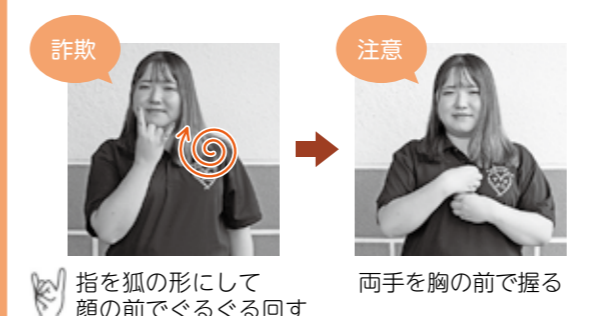 詐欺
注意
指を狐の形にして
顔の前でぐるぐる回す
両手を胸の前で握る